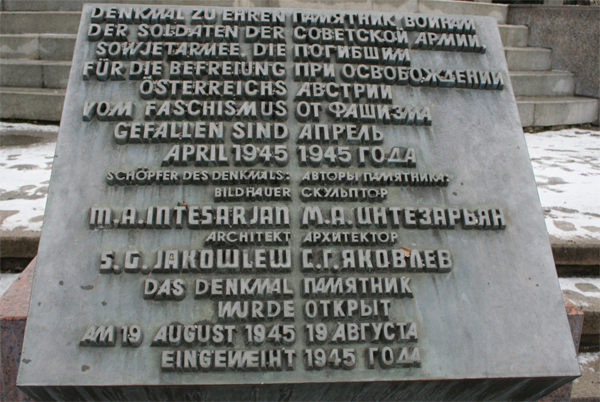 DENKMAL ZU EHREN ПАМЯТНИК ВОИНАМ
DER SOLDATEN DER СОВЕТСКОЙ АРМИИ,
SOWJETARMEE, DIE ПОГИБШИМ
FÜR DIE BEFREIUNG ПРИ ОСВОБОЖДЕНИИ
ÖSTERREICHS АВСТРИИ
VOM FASCHISMUS ОТ ФАШИЗМА
GEFALLEN SIND АПРЕЛЬ
APRIL 1945 1945 ГОДА
SCHÖPFER DES DENKMALS: АВТОРЫ ПАМЯТНИКА:
BILDHAUER СКУЛЬПТОР
M.A.INTESARJAN М.А.ИНТЕЗАРЬЯН
ARCHITEKT АРХИТЕКТОР
S.G.JAKOWLEW С.Г.ЯКОВЛЕВ
DAS DENKMAL ПАМЯТНИК
WURDE ОТКРЫТ
AM 19 AUGUST 1945 19 АВГУСТА
EINGEWEIHT 1945 ГОДА